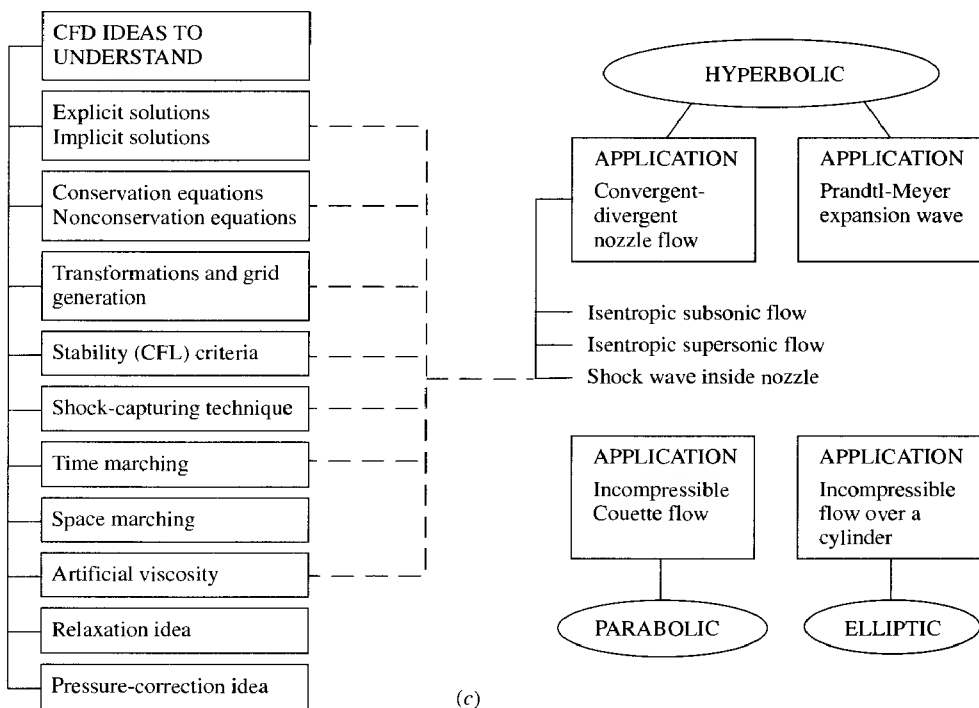 CFD IDEAS TO
UNDERSTAND
Explicit solutions
Implicit solutions
Conservation equations
Nonconservation equations
Transformations and grid
generation
Stability (CFL) criteria
Shock-capturing technique
Time marching
Space marching
Artificial viscosity
Relaxation idea
Pressure-correction idea
HYPERBOLIC
APPLICATION
Convergent-
divergent
nozzle flow
APPLICATION
Prandtl-Meyer
expansion wave
Isentropic subsonic flow
Isentropic supersonic flow
Shock wave inside nozzle
APPLICATION
Incompressible
Couette flow
APPLICATION
Incompressible
flow over a
cylinder
PARABOLIC
ELLIPTIC
(c)